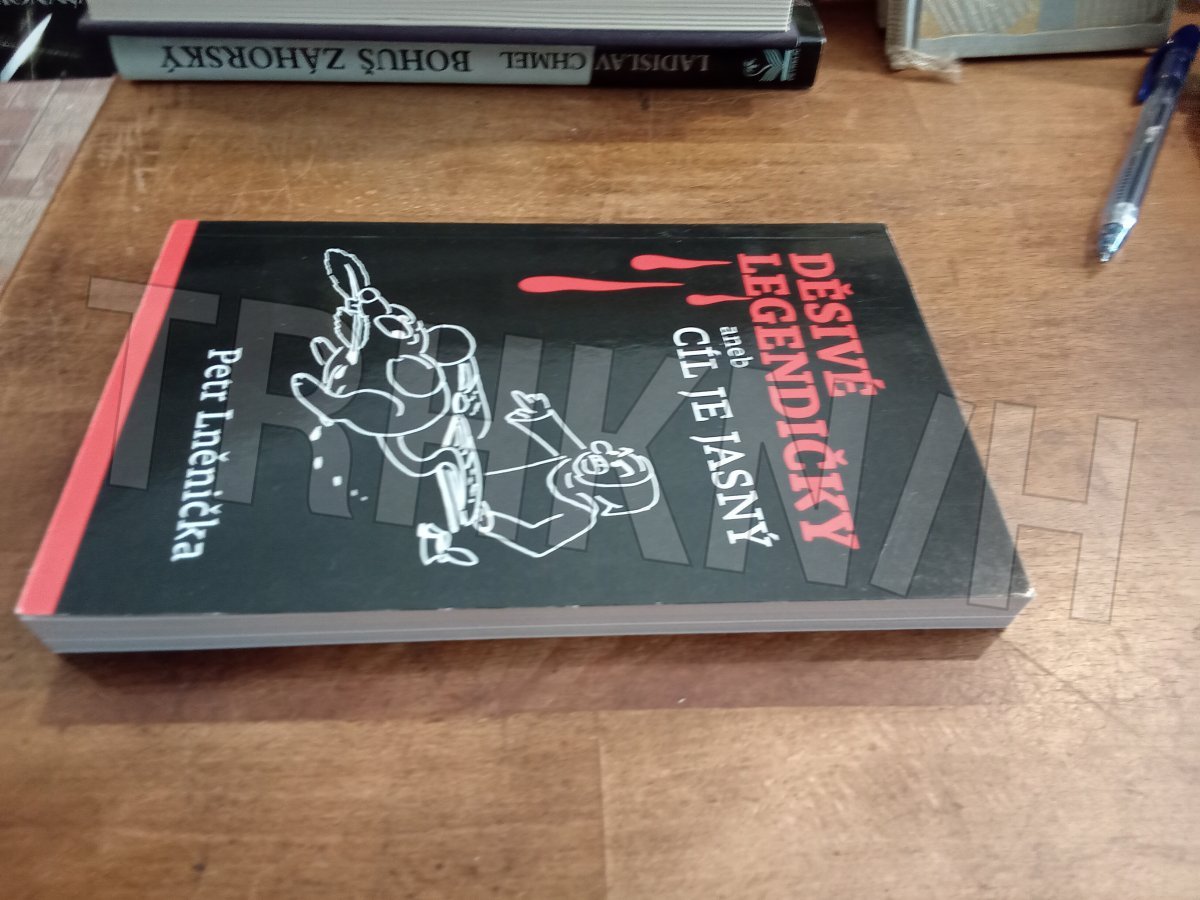 LADISLAV
CHMEL
BOHUŠ ZÁHORSKÝ
DĚSIVÉ
LEGENDIČKY
aneb
CÍL JE JASNÝ
Petr Lněnička
TRHKNIH